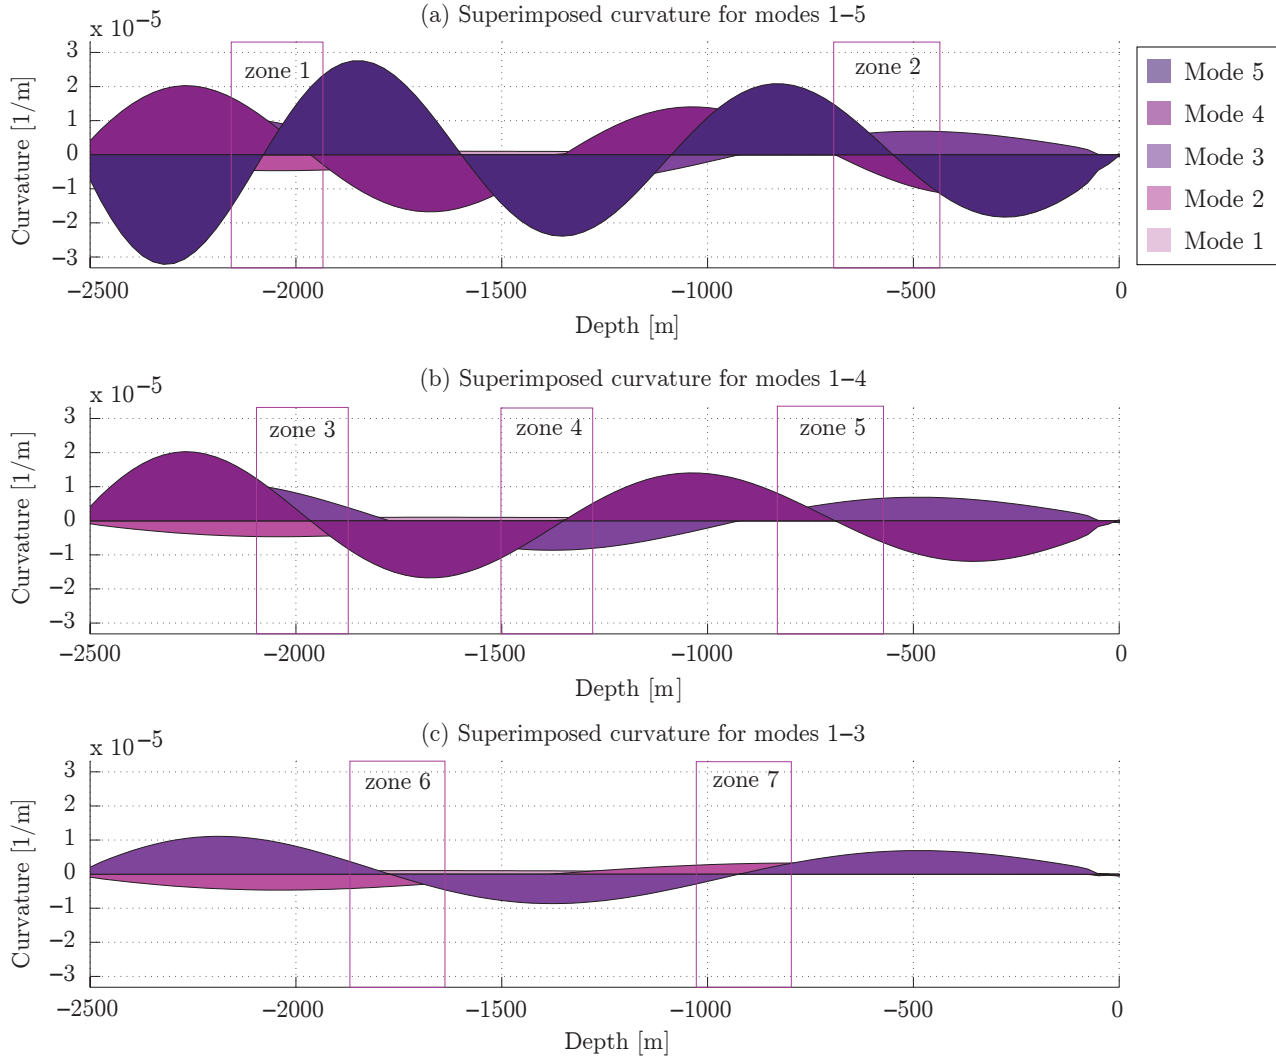 (a) Superimposed curvature for modes 1–5
x 10⁻⁵
3
2
1
0
−1
−2
−3
Curvature [1/m]
zone 1
zone 2
−2500
−2000
−1500
−1000
−500
0
Depth [m]
Mode 5
Mode 4
Mode 3
Mode 2
Mode 1
(b) Superimposed curvature for modes 1–4
x 10⁻⁵
3
2
1
0
−1
−2
−3
Curvature [1/m]
zone 3
zone 4
zone 5
−2500
−2000
−1500
−1000
−500
0
Depth [m]
(c) Superimposed curvature for modes 1–3
x 10⁻⁵
3
2
1
0
−1
−2
−3
Curvature [1/m]
zone 6
zone 7
−2500
−2000
−1500
−1000
−500
0
Depth [m]